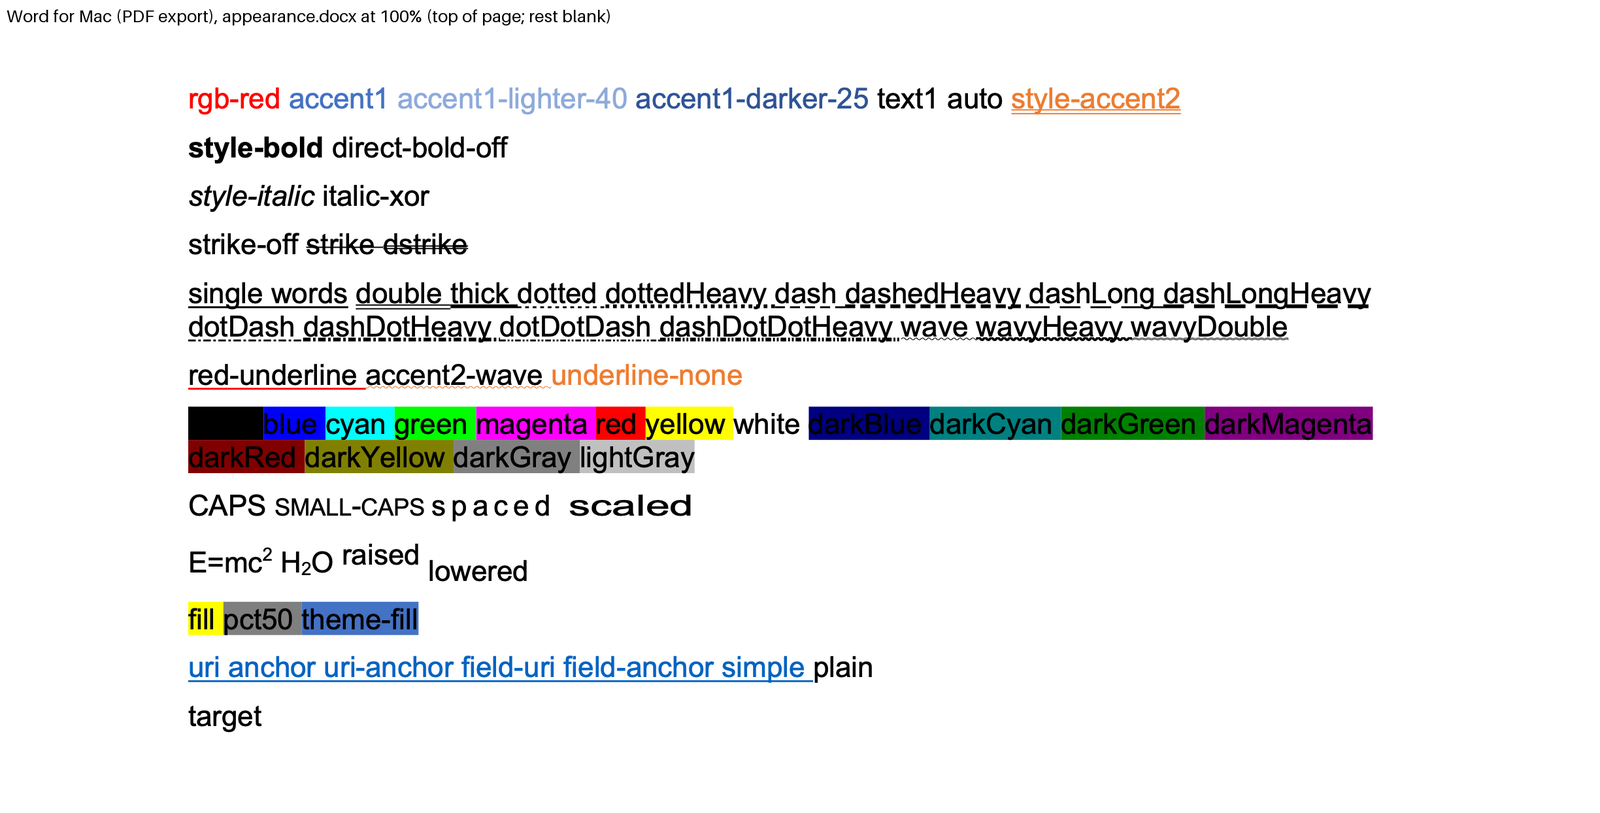 Word for Mac (PDF export), appearance.docx at 100% (top of page; rest blank)
rgb-red accent1 accent1-lighter-40 accent1-darker-25 text1 auto style-accent2
style-bold direct-bold-off
style-italic italic-xor
strike-off strike dstrike
single words double thick dotted dottedHeavy dash dashedHeavy dashLong dashLongHeavy
dotDash dashDotHeavy dotDotDash dashDotDotHeavy wave wavyHeavy wavyDouble
red-underline accent2-wave underline-none
blue cyan green magenta red yellow white darkBlue darkCyan darkGreen darkMagenta
darkRed darkYellow darkGray lightGray
CAPS SMALL-CAPS spaced scaled
E=mc² H₂O raised lowered
fill pct50 theme-fill
uri anchor uri-anchor field-uri field-anchor simple plain
target